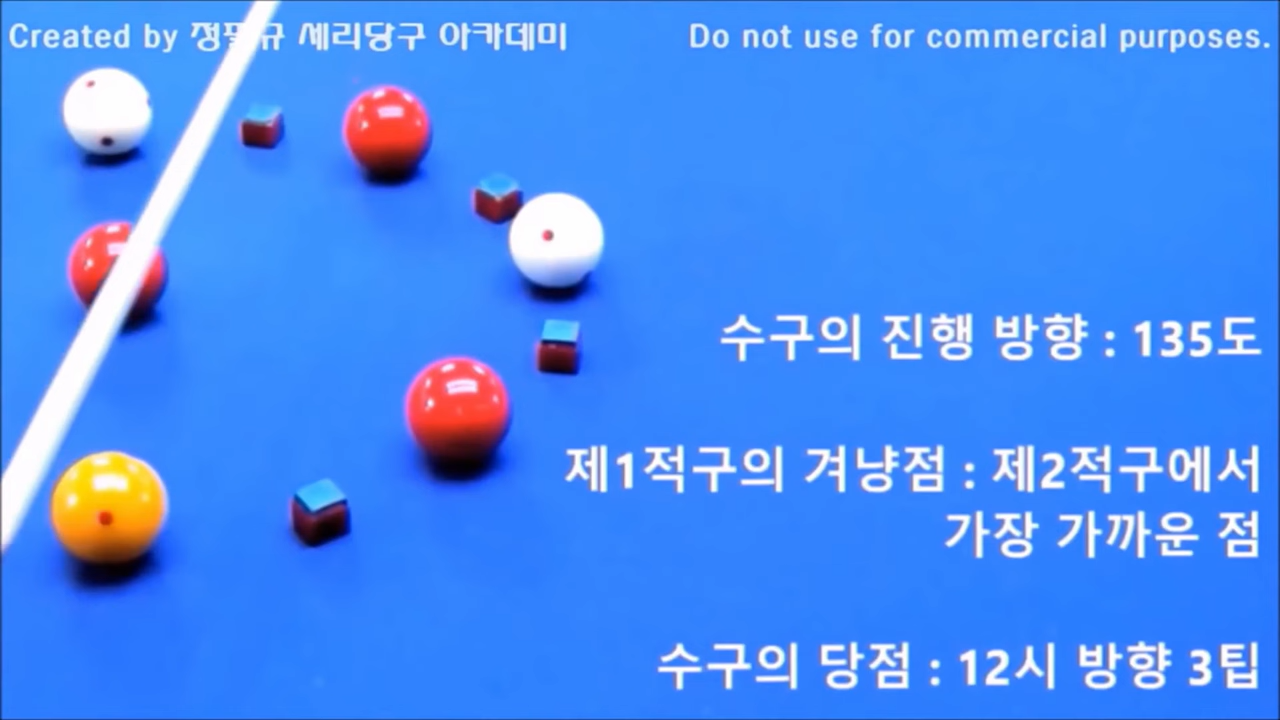 Created by 정필규 세리당구 아카데미
Do not use for commercial purposes.
수구의 진행 방향 : 135도
제1적구의 겨냥점 : 제2적구에서
가장 가까운 점
수구의 당점 : 12시 방향 3팁